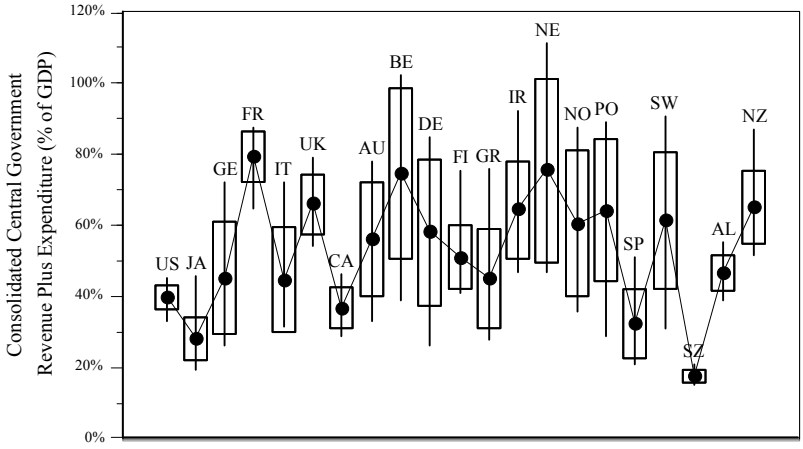 Consolidated Central Government
Revenue Plus Expenditure (% of GDP)
120%
100%
80%
60%
40%
20%
0%
US
JA
GE
FR
IT
UK
CA
AU
BE
DE
FI
GR
IR
NE
NO
PO
SP
SW
SZ
AL
NZ